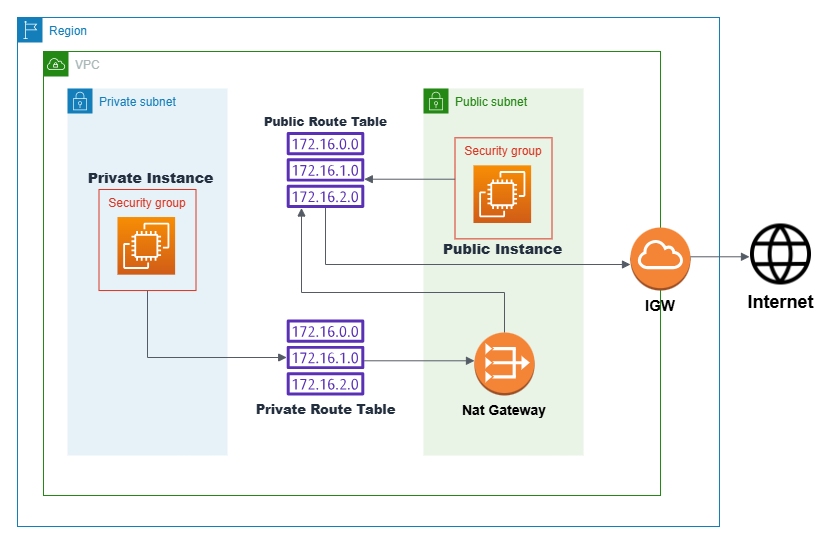 Region
VPC
Private subnet
Public subnet
Public Route Table
172.16.0.0
172.16.1.0
172.16.2.0
Security group
Public Instance
Private Instance
Security group
IGW
Internet
172.16.0.0
172.16.1.0
172.16.2.0
Private Route Table
Nat Gateway